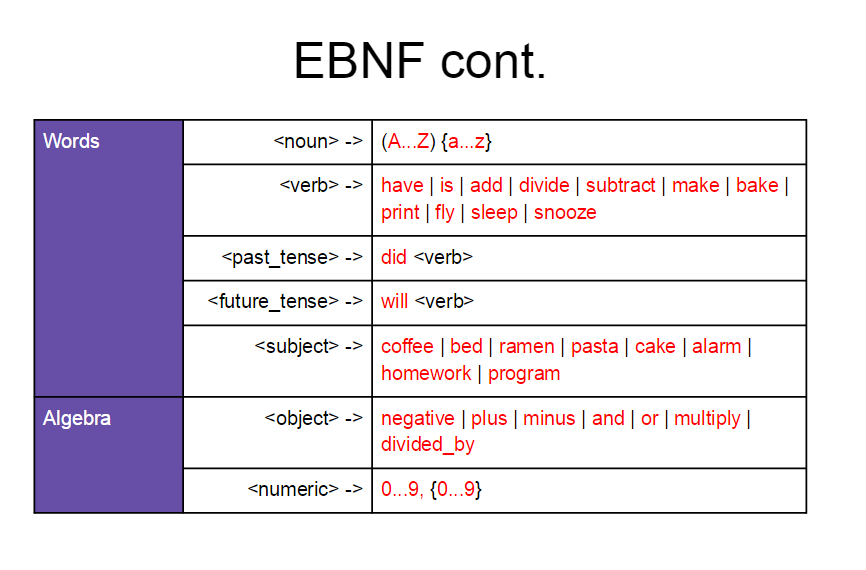 EBNF cont.
Words
<noun> ->
(A...Z) {a...z}
<verb> ->
have | is | add | divide | subtract | make | bake |
print | fly | sleep | snooze
<past_tense> ->
did <verb>
<future_tense> ->
will <verb>
<subject> ->
coffee | bed | ramen | pasta | cake | alarm |
homework | program
Algebra
<object> ->
negative | plus | minus | and | or | multiply |
divided_by
<numeric> ->
0...9, {0...9}